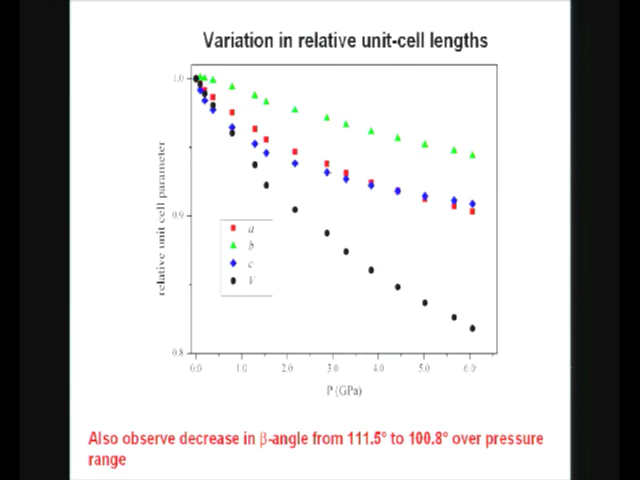 Variation in relative unit-cell lengths
1.0
0.9
0.8
relative unit cell parameter
a
b
c
V
0.0 1.0 2.0 3.0 4.0 5.0 6.0
P (GPa)
Also observe decrease in β-angle from 111.5° to 100.8° over pressure
range